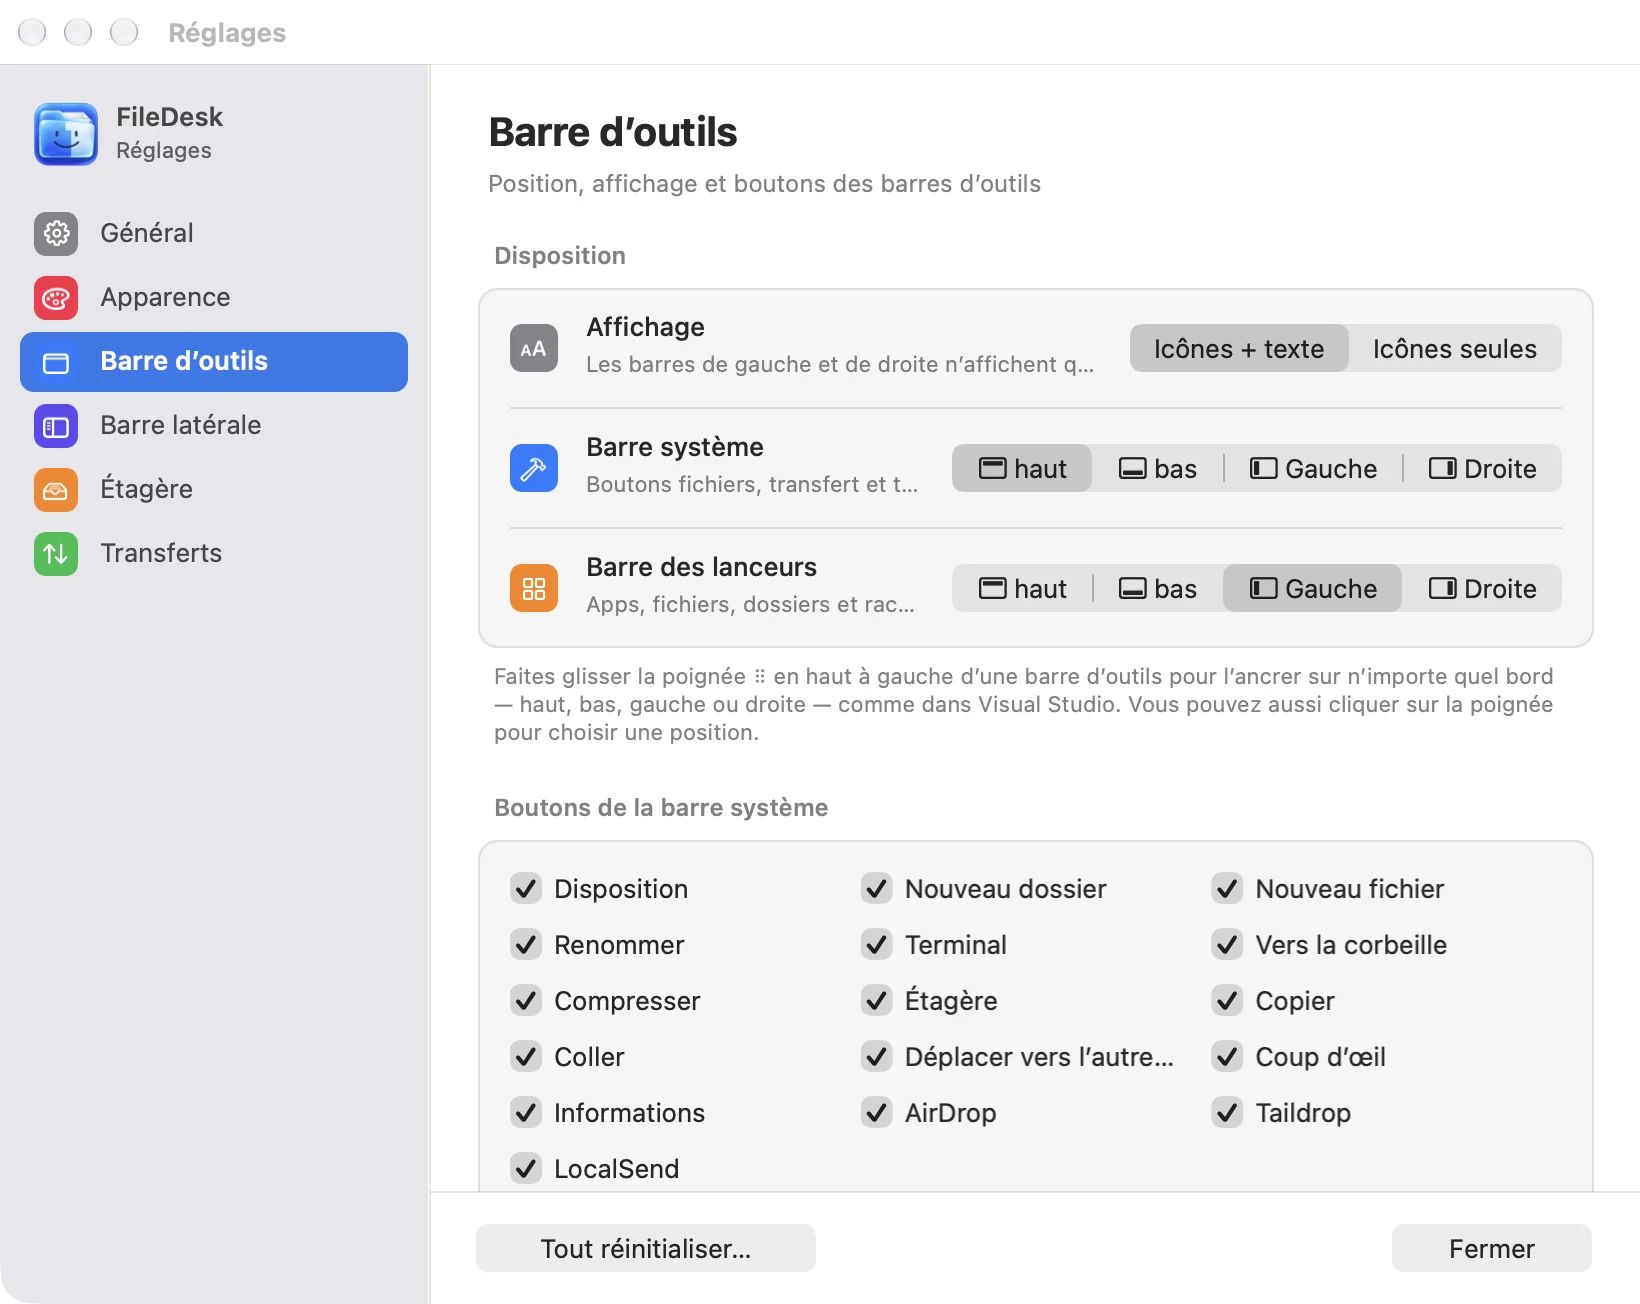 Réglages
FileDesk
Réglages
Général
Apparence
Barre d’outils
Barre latérale
Étagère
Transferts
Barre d’outils
Position, affichage et boutons des barres d’outils
Disposition
Affichage
Les barres de gauche et de droite n’affichent q…
Icônes + texte
Icônes seules
Barre système
Boutons fichiers, transfert et t…
haut
bas
Gauche
Droite
Barre des lanceurs
Apps, fichiers, dossiers et rac…
haut
bas
Gauche
Droite
Faites glisser la poignée ⠿ en haut à gauche d’une barre d’outils pour l’ancrer sur n’importe quel bord
— haut, bas, gauche ou droite — comme dans Visual Studio. Vous pouvez aussi cliquer sur la poignée
pour choisir une position.
Boutons de la barre système
Disposition
Nouveau dossier
Nouveau fichier
Renommer
Terminal
Vers la corbeille
Compresser
Étagère
Copier
Coller
Déplacer vers l’autre…
Coup d’œil
Informations
AirDrop
Taildrop
LocalSend
Tout réinitialiser…
Fermer